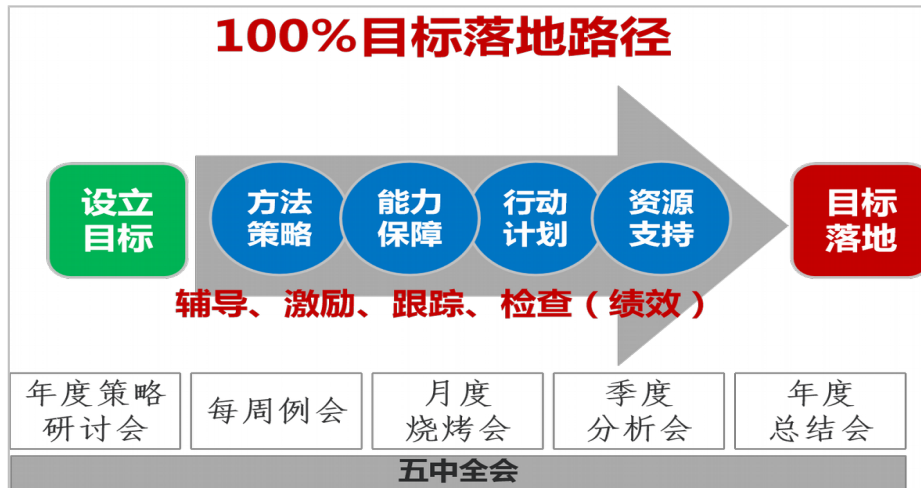 100%目标落地路径
设立
目标
方法
策略
能力
保障
行动
计划
资源
支持
目标
落地
辅导、激励、跟踪、检查（绩效）
年度策略
研讨会
每周例会
月度
烧烤会
季度
分析会
年度
总结会
五中全会